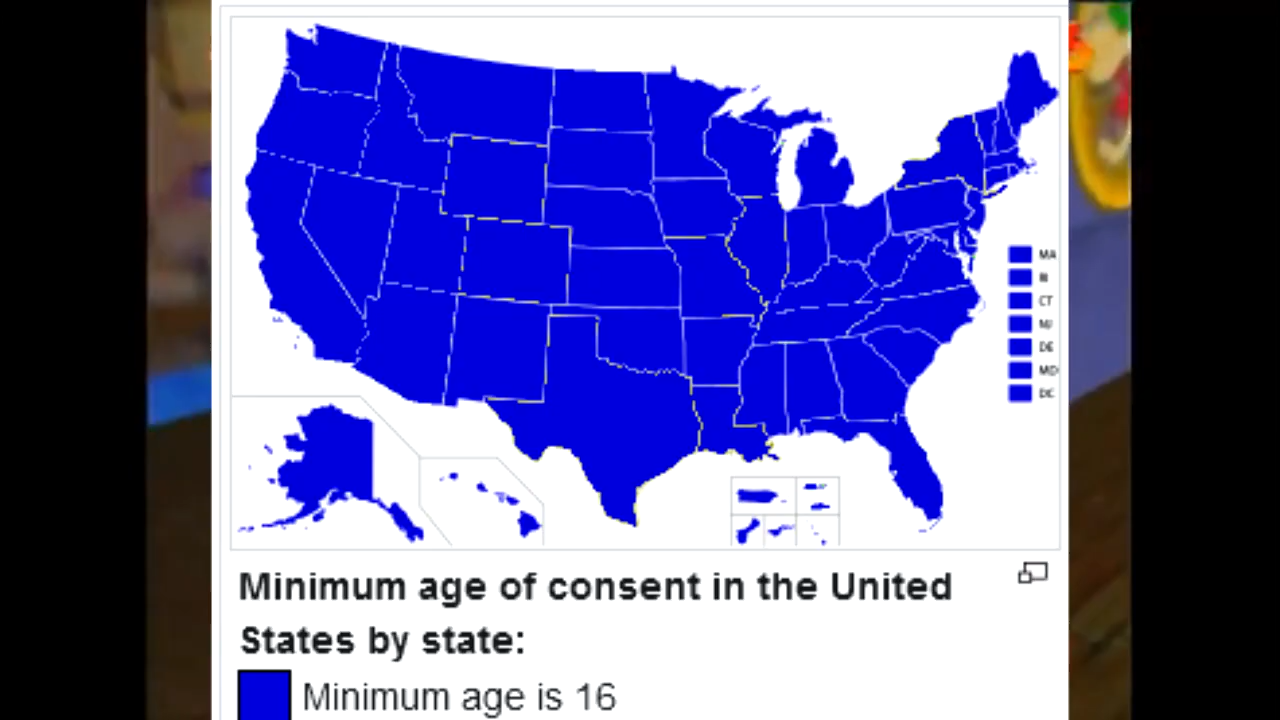 MA
RI
CT
NJ
DE
MD
DC
Minimum age of consent in the United
States by state:
Minimum age is 16